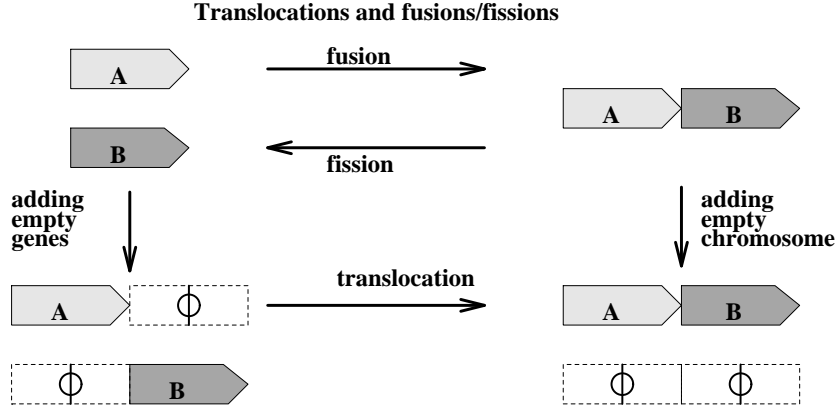 Translocations and fusions/fissions
A
fusion
A B
B
fission
adding
empty
genes
adding
empty
chromosome
A Φ
translocation
A B
Φ B
Φ Φ